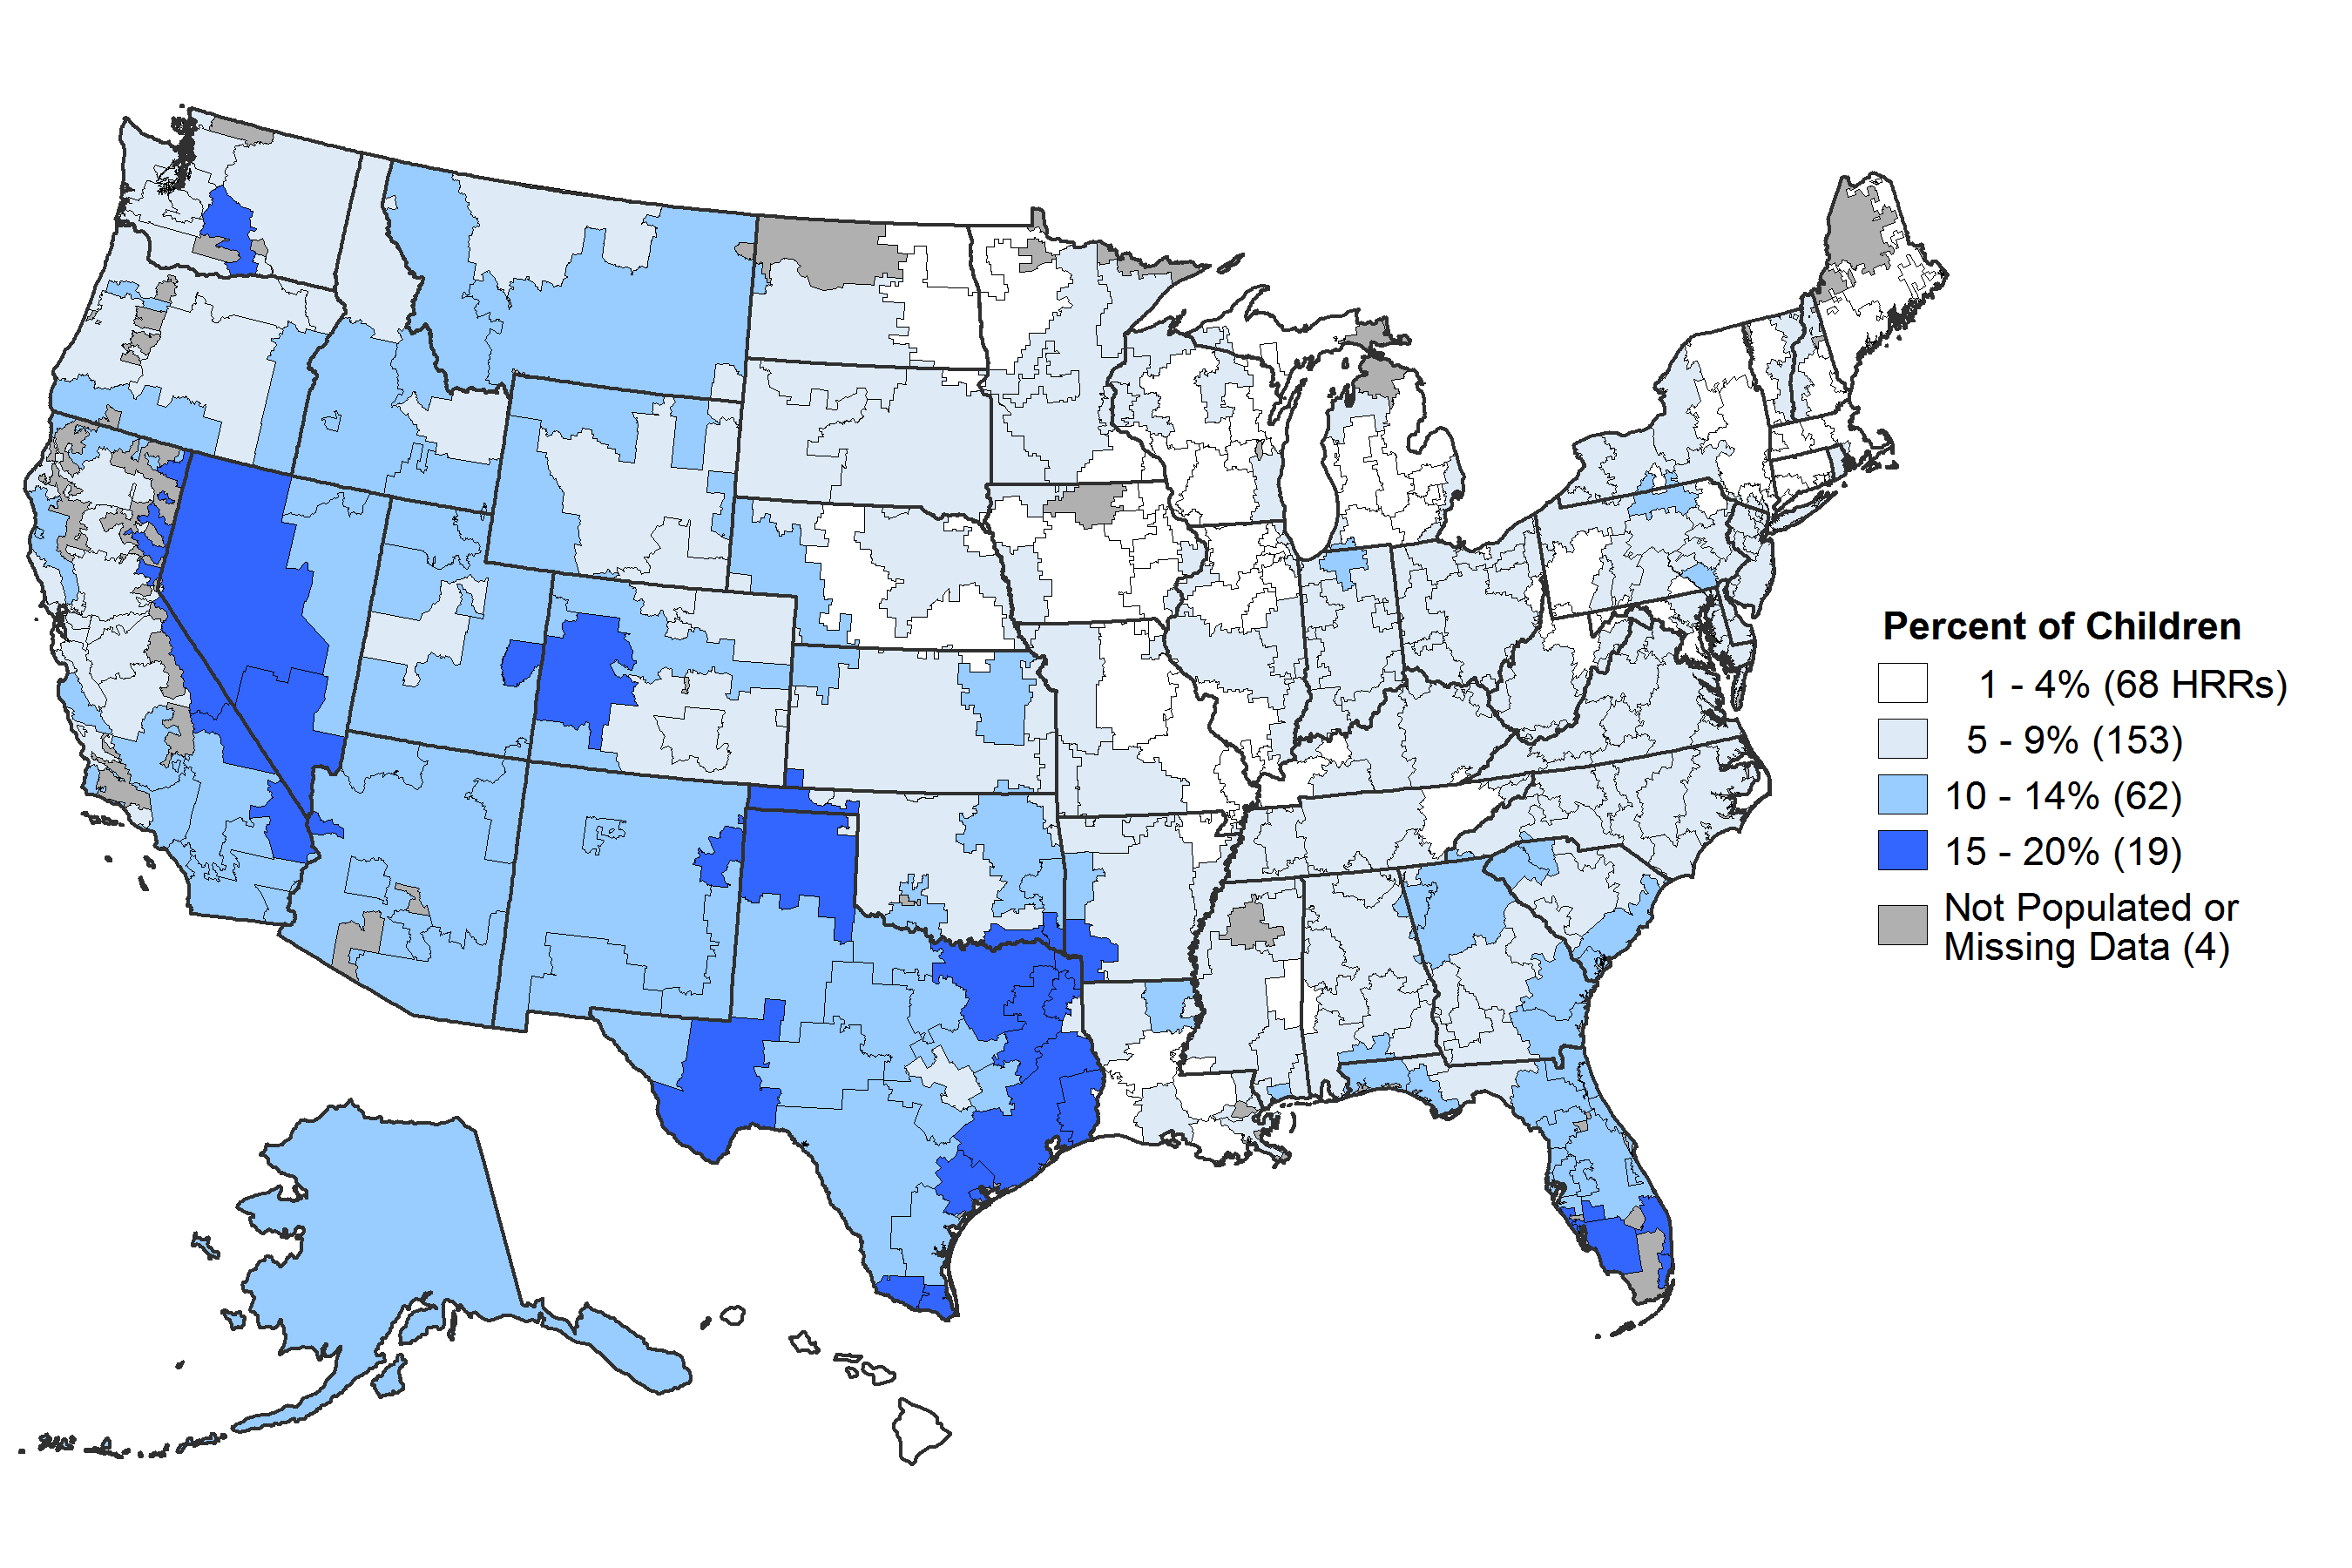 Percent of Children
1 - 4% (68 HRRs)
5 - 9% (153)
10 - 14% (62)
15 - 20% (19)
Not Populated or
Missing Data (4)